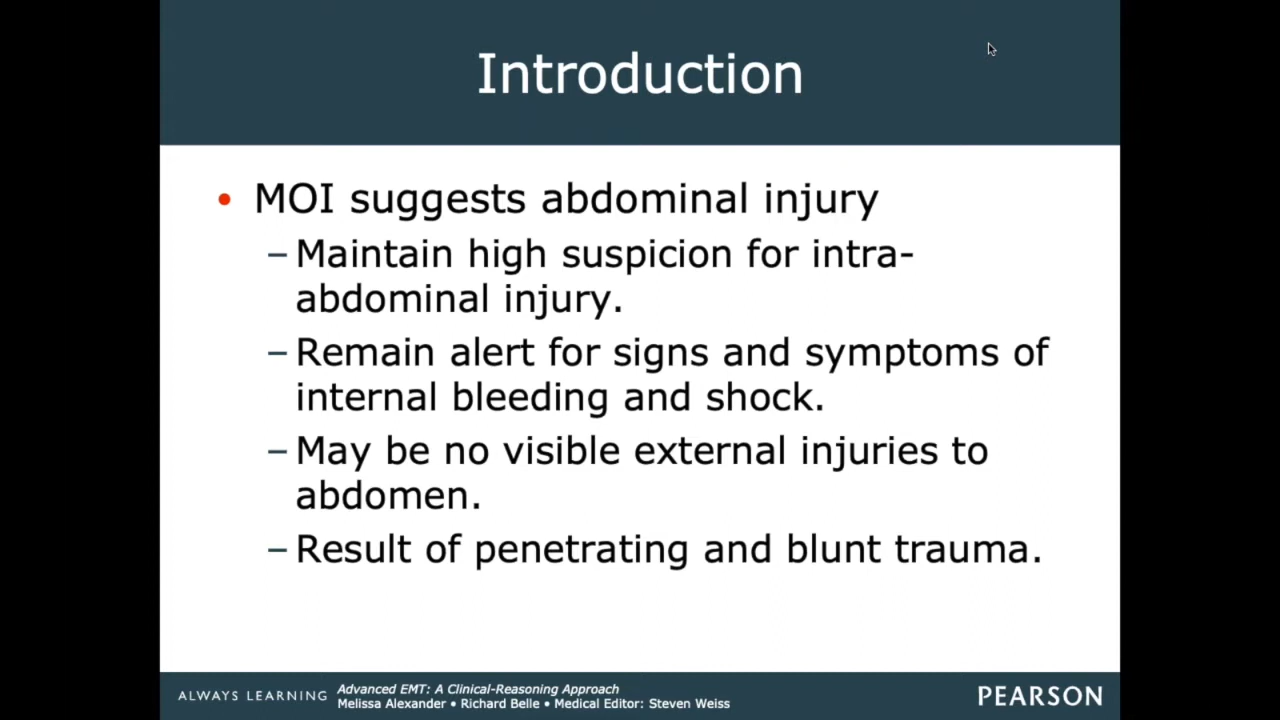 Introduction
• MOI suggests abdominal injury
– Maintain high suspicion for intra-
abdominal injury.
– Remain alert for signs and symptoms of
internal bleeding and shock.
– May be no visible external injuries to
abdomen.
– Result of penetrating and blunt trauma.
ALWAYS LEARNING
Advanced EMT: A Clinical-Reasoning Approach
Melissa Alexander • Richard Belle • Medical Editor: Steven Weiss
PEARSON